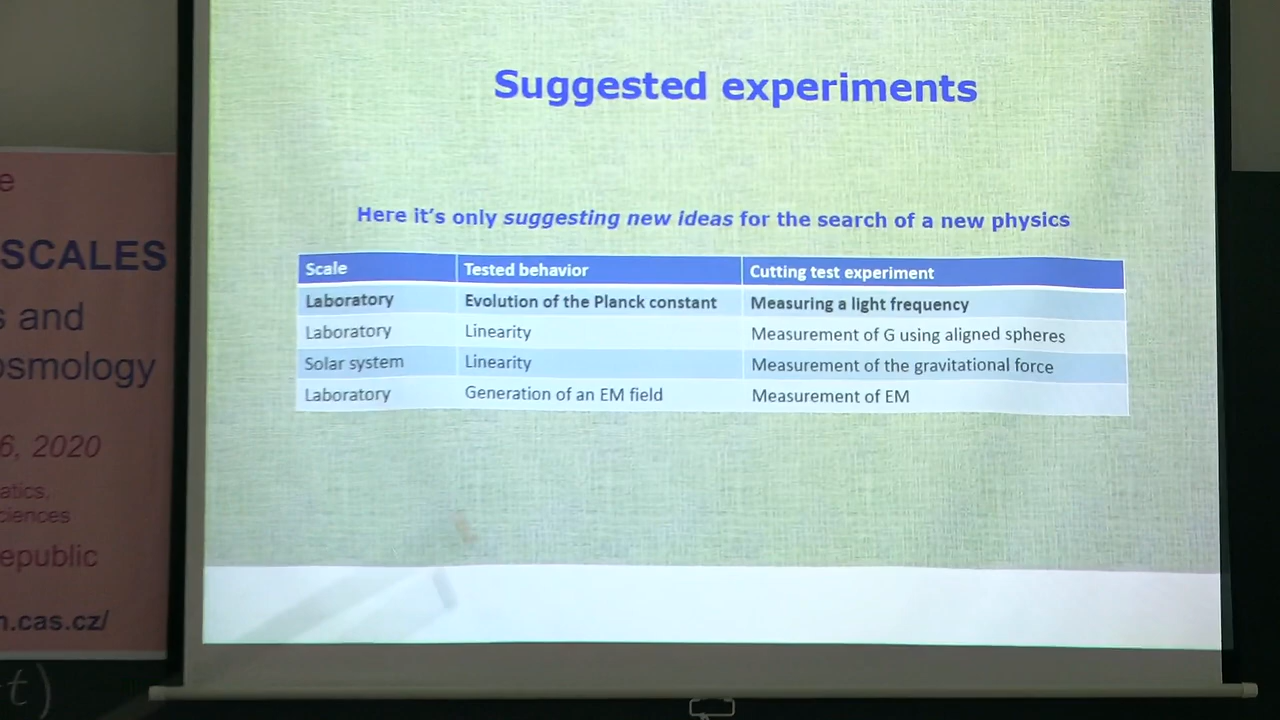 Suggested experiments
Here it's only suggesting new ideas for the search of a new physics
Scale Tested behavior Cutting test experiment
Laboratory Evolution of the Planck constant Measuring a light frequency
Laboratory Linearity Measurement of G using aligned spheres
Solar system Linearity Measurement of the gravitational force
Laboratory Generation of an EM field Measurement of EM
e
SCALES
s and
osmology
6, 2020
atics,
ciences
epublic
n.cas.cz/
t)